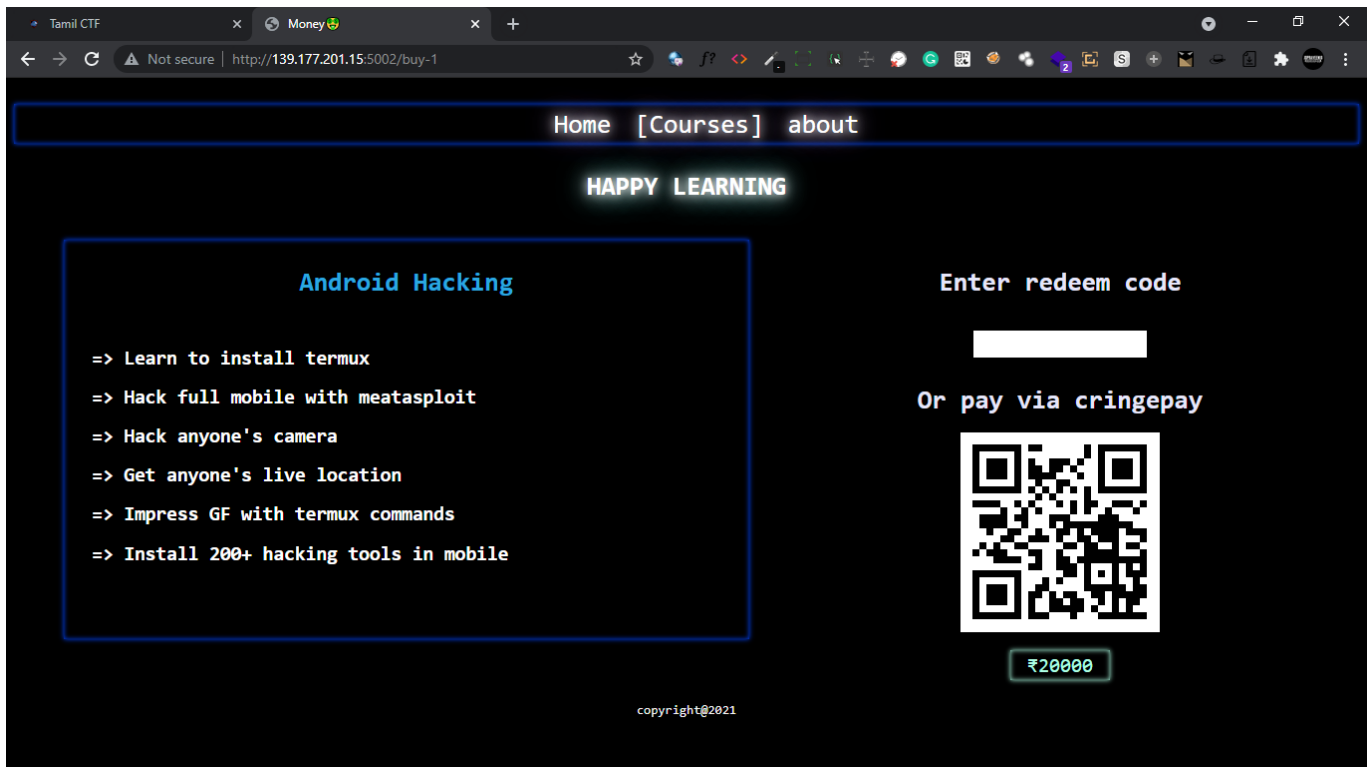 Tamil CTF
Money🤑
Not secure | http://139.177.201.15:5002/buy-1
2
Home [Courses] about
HAPPY LEARNING
Android Hacking
=> Learn to install termux
=> Hack full mobile with meatasploit
=> Hack anyone's camera
=> Get anyone's live location
=> Impress GF with termux commands
=> Install 200+ hacking tools in mobile
Enter redeem code
Or pay via cringepay
₹20000
copyright@2021